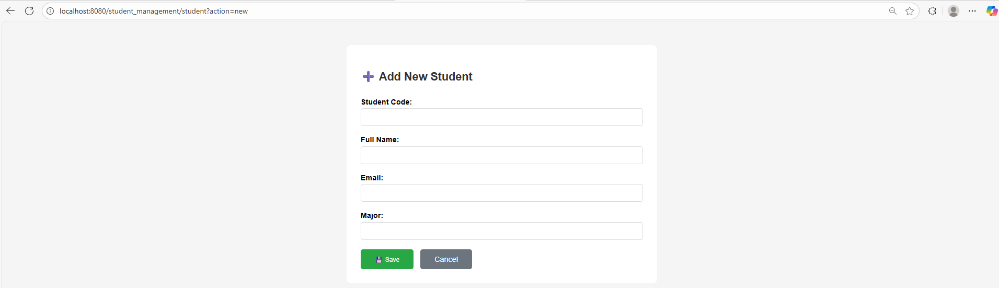 localhost:8080/student_management/student?action=new
➕ Add New Student
Student Code:
Full Name:
Email:
Major:
💾 Save
Cancel